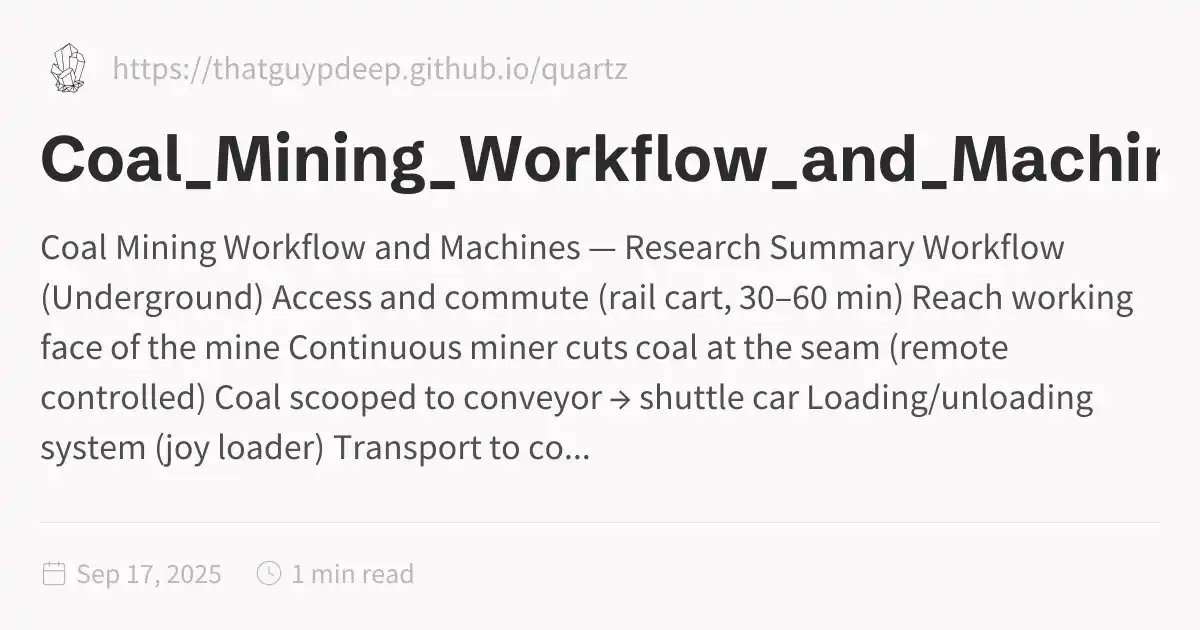 https://thatguypdeep.github.io/quartz
Coal_Mining_Workflow_and_Machin
Coal Mining Workflow and Machines — Research Summary Workflow
(Underground) Access and commute (rail cart, 30–60 min) Reach working
face of the mine Continuous miner cuts coal at the seam (remote
controlled) Coal scooped to conveyor → shuttle car Loading/unloading
system (joy loader) Transport to co...
Sep 17, 2025 1 min read